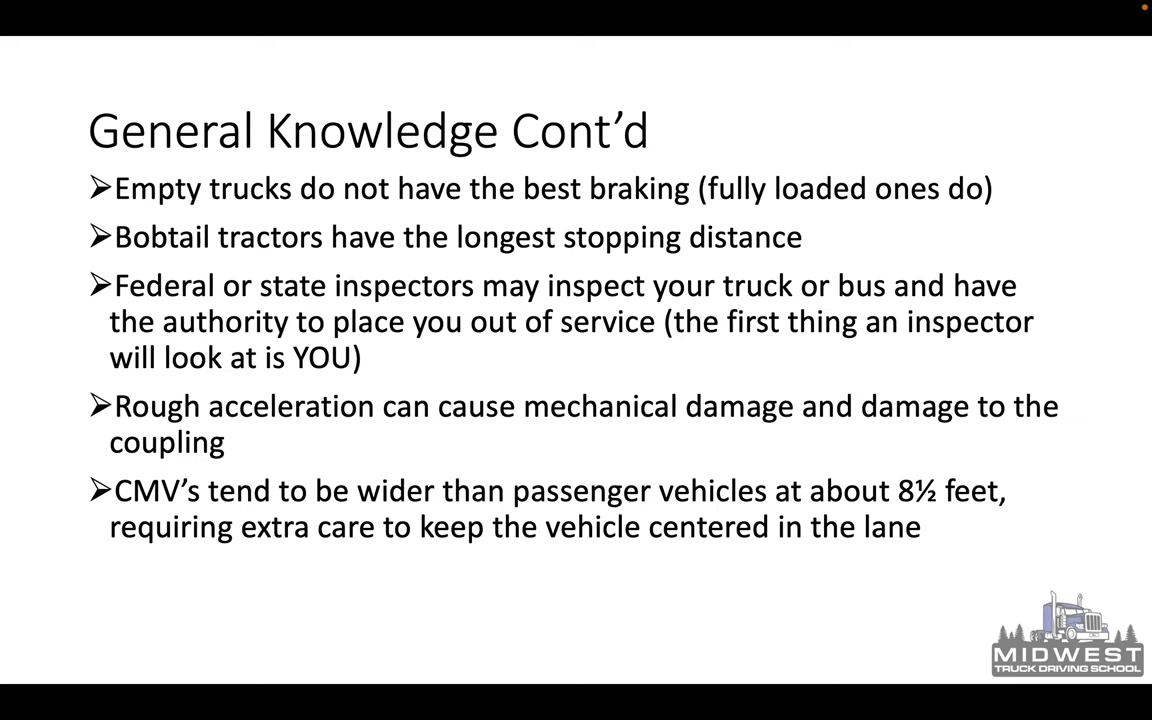 General Knowledge Cont’d
➢Empty trucks do not have the best braking (fully loaded ones do)
➢Bobtail tractors have the longest stopping distance
➢Federal or state inspectors may inspect your truck or bus and have
the authority to place you out of service (the first thing an inspector
will look at is YOU)
➢Rough acceleration can cause mechanical damage and damage to the
coupling
➢CMV’s tend to be wider than passenger vehicles at about 8½ feet,
requiring extra care to keep the vehicle centered in the lane
MIDWEST
TRUCK DRIVING SCHOOL